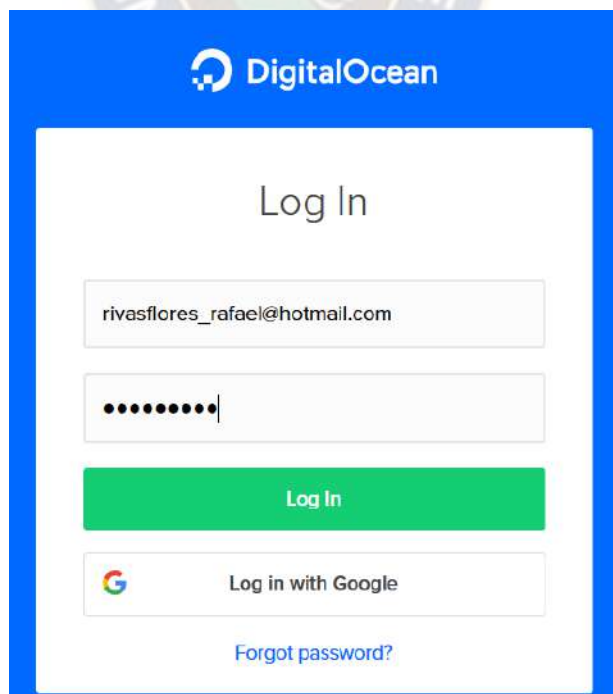 DigitalOcean
Log In
rivasflores_rafael@hotmail.com
●●●●●●●●●
Log In
Log in with Google
Forgot password?